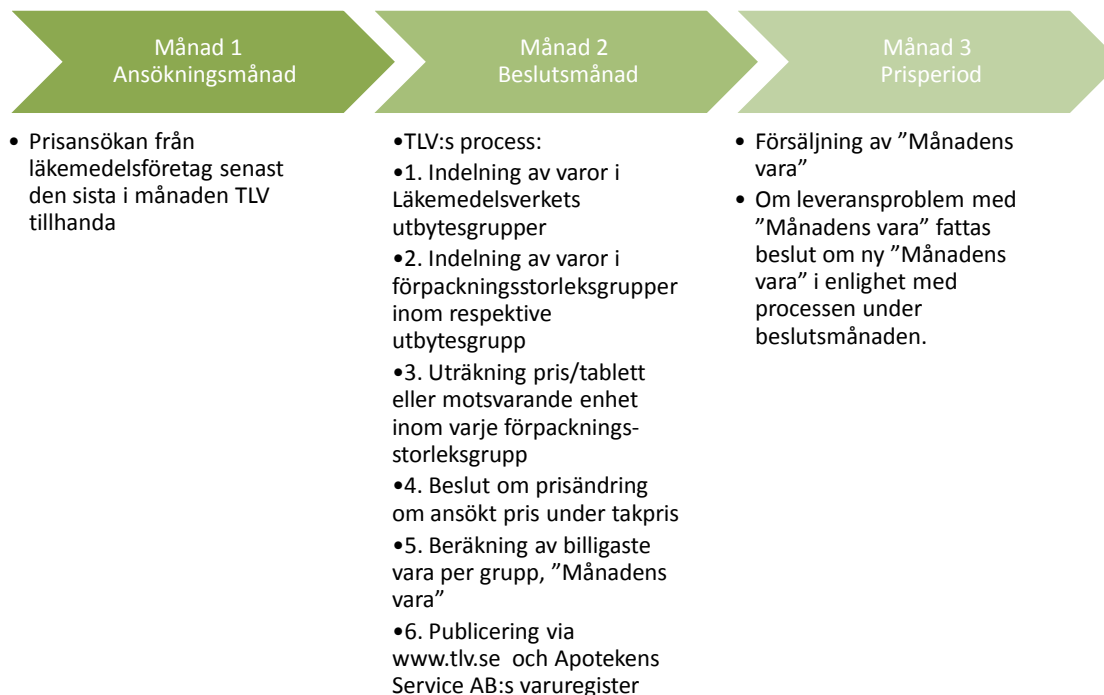 Månad 1
Ansökningsmånad
• Prisansökan från
läkemedelsföretag senast
den sista i månaden TLV
tillhanda
Månad 2
Beslutsmånad
•TLV:s process:
•1. Indelning av varor i
Läkemedelsverkets
utbytesgrupper
•2. Indelning av varor i
förpackningsstorleksgrupper
inom respektive
utbytesgrupp
•3. Uträkning pris/tablett
eller motsvarande enhet
inom varje förpacknings-
storleksgrupp
•4. Beslut om prisändring
om ansökt pris under takpris
•5. Beräkning av billigaste
vara per grupp, ”Månadens
vara”
•6. Publicering via
www.tlv.se och Apotekens
Service AB:s varuregister
Månad 3
Prisperiod
• Försäljning av ”Månadens
vara”
• Om leveransproblem med
”Månadens vara” fattas
beslut om ny ”Månadens
vara” i enlighet med
processen under
beslutsmånaden.